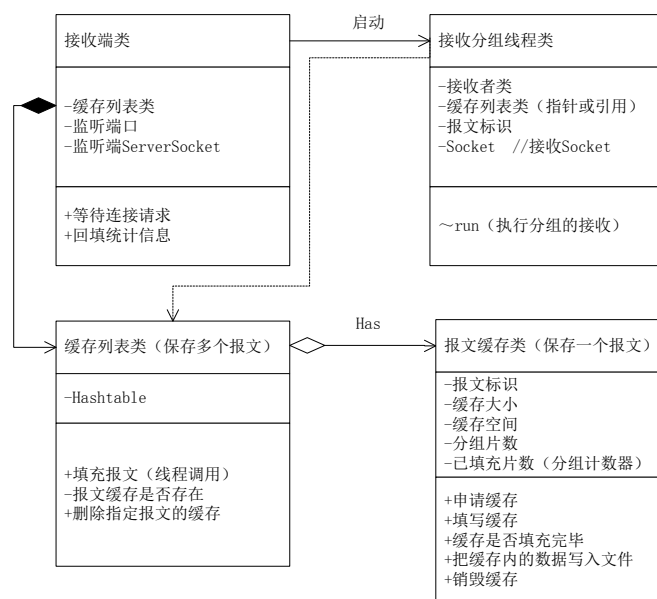 接收端类
-缓存列表类
-监听端口
-监听端ServerSocket
+等待连接请求
+回填统计信息
启动
接收分组线程类
-接收者类
-缓存列表类（指针或引用）
-报文标识
-Socket //接收Socket
～run（执行分组的接收）
缓存列表类（保存多个报文）
-Hashtable
+填充报文（线程调用）
-报文缓存是否存在
+删除指定报文的缓存
Has
报文缓存类（保存一个报文）
-报文标识
-缓存大小
-缓存空间
-分组片数
-已填充片数（分组计数器）
+申请缓存
+填写缓存
+缓存是否填充完毕
+把缓存内的数据写入文件
+销毁缓存